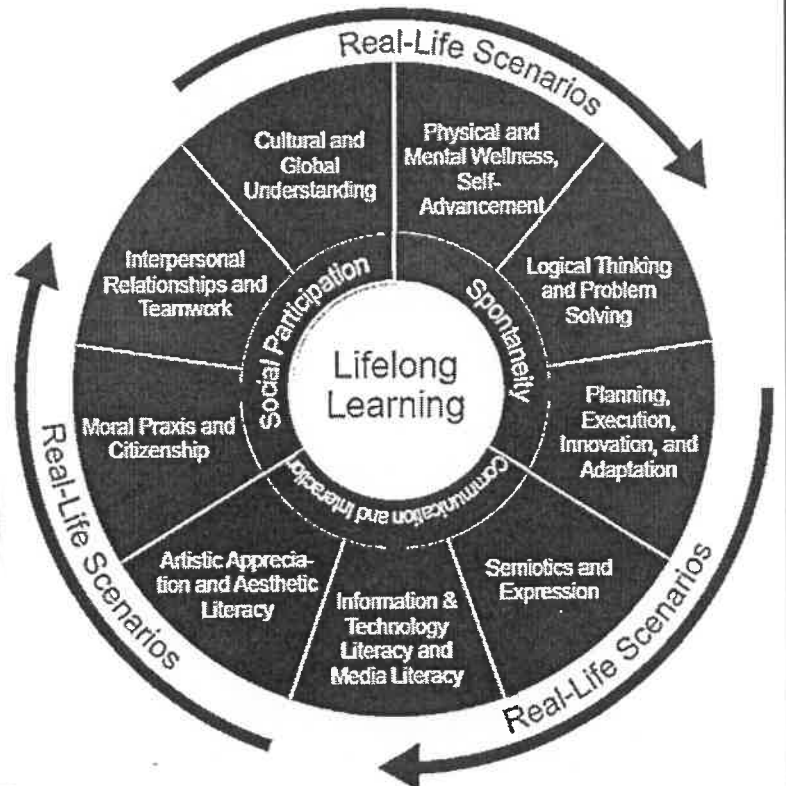 Real-Life Scenarios
Cultural and
Global
Understanding
Physical and
Mental Wellness,
Self-
Advancement
Interpersonal
Relationships and
Teamwork
Logical Thinking
and Problem
Solving
Social Participation
Spontaneity
Lifelong
Learning
Moral Praxis and
Citizenship
Planning,
Execution,
Innovation, and
Adaptation
Communication and Interaction
Artistic Apprecia-
tion and Aesthetic
Literacy
Information &
Technology
Literacy and
Media Literacy
Semiotics and
Expression
Real-Life Scenarios
Real-Life Scenarios